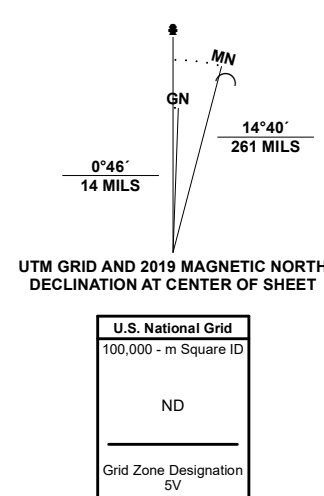 MN
GN
14°40´
261 MILS
0°46´
14 MILS
UTM GRID AND 2019 MAGNETIC NORTH
DECLINATION AT CENTER OF SHEET
U.S. National Grid
100,000 - m Square ID
ND
Grid Zone Designation
5V